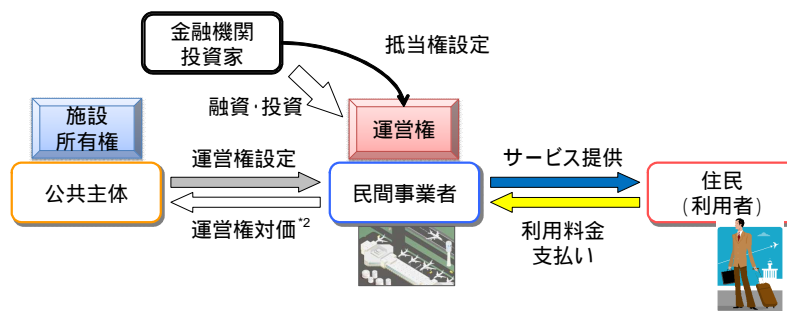 金融機関
投資家
抵当権設定
融資・投資
施設
所有権
運営権
運営権設定
サービス提供
公共主体
民間事業者
住民
(利用者)
運営権対価*2
利用料金
支払い